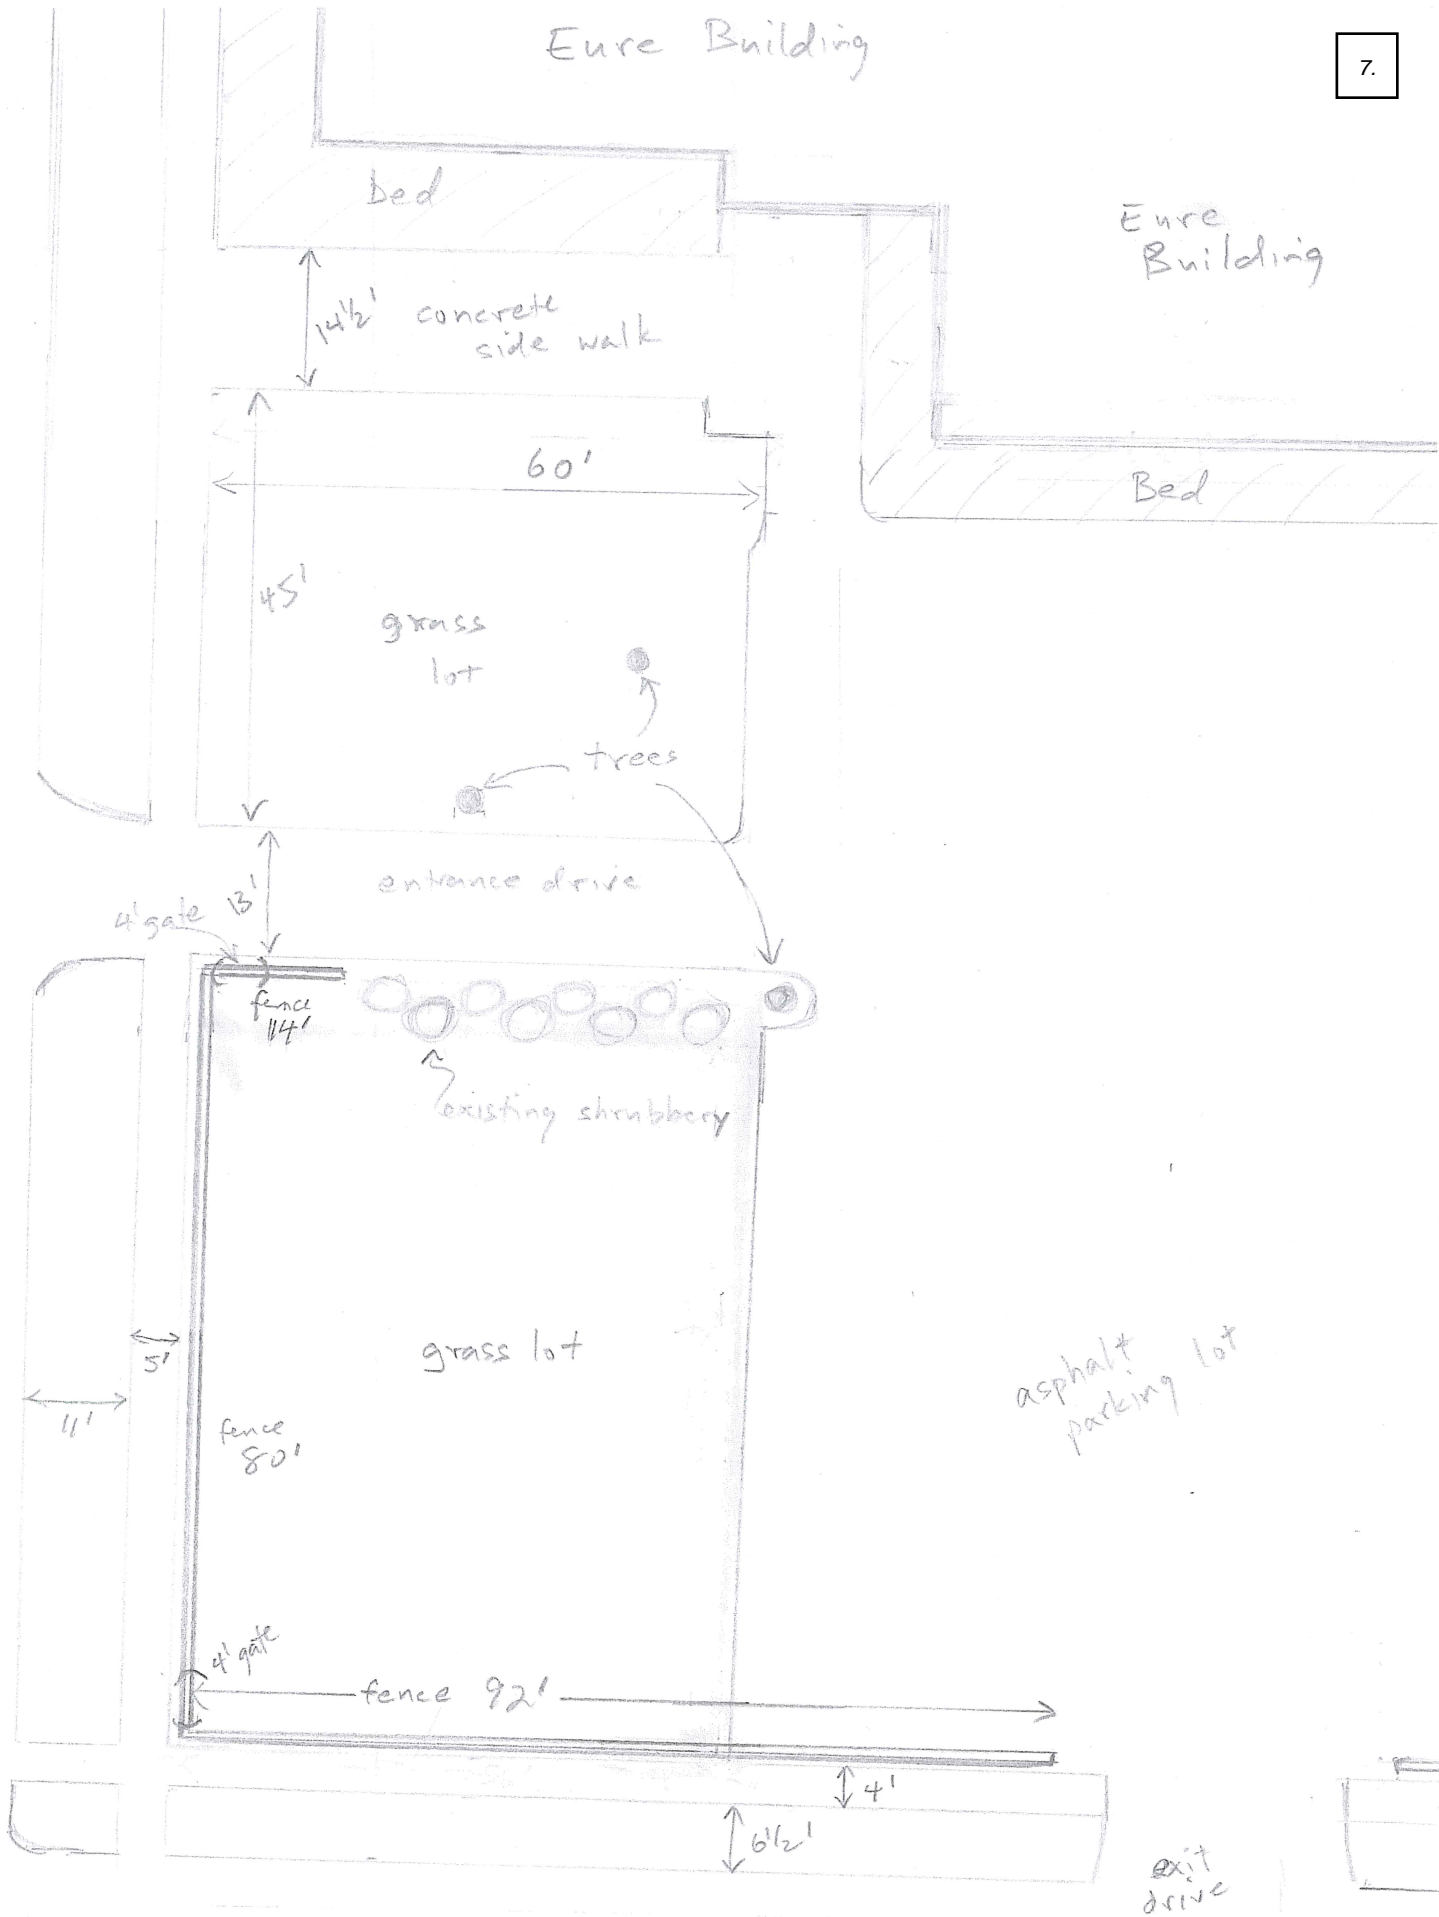 Eure Building
7.
bed
Eure
Building
14½' concrete
side walk
60'
Bed
45'
grass
lot
trees
entrance drive
13'
4' gate
fence
14'
existing shrubbery
grass lot
5'
11'
asphalt
parking lot
fence
80'
4' gate
fence 92'
4'
6½'
exit
drive